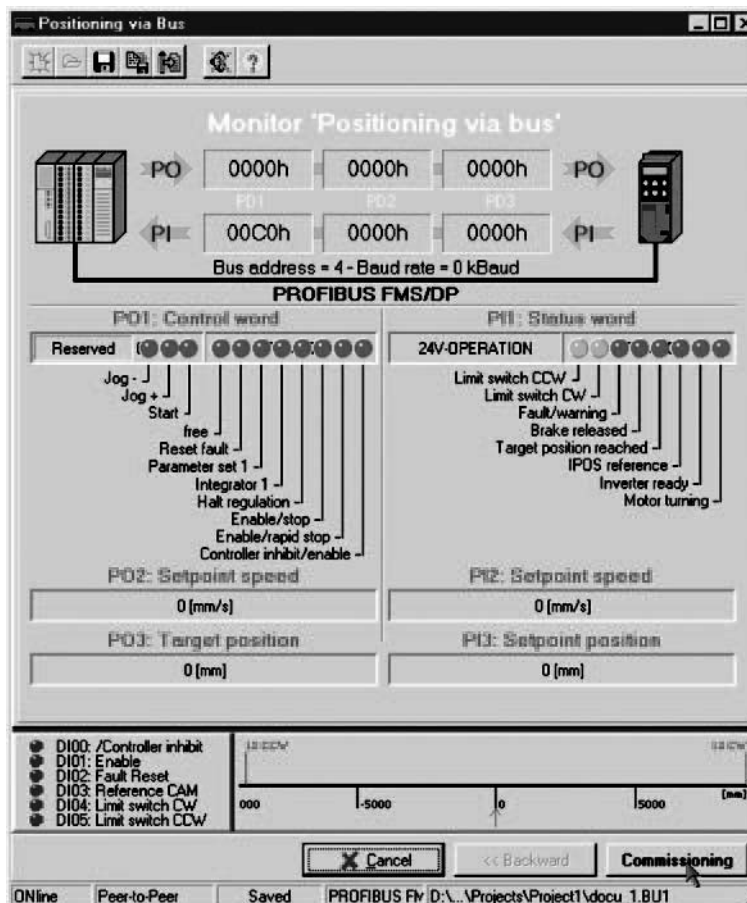 Positioning via Bus
Monitor 'Positioning via bus'
PO 0000h 0000h 0000h PO
PD1 PD2 PD3
PI 00C0h 0000h 0000h PI
Bus address = 4 - Baud rate = 0 kBaud
PROFIBUS FMS/DP
PO1: Control word
Reserved
Jog -
Jog +
Start
free
Reset fault
Parameter set 1
Integrator 1
Halt regulation
Enable/stop
Enable/rapid stop
Controller inhibit/enable
PI1: Status word
24V-OPERATION
Limit switch CCW
Limit switch CW
Fault/warning
Brake released
Target position reached
IPOS reference
Inverter ready
Motor turning
PO2: Setpoint speed
0 [mm/s]
PI2: Setpoint speed
0 [mm/s]
PO3: Target position
0 [mm]
PI3: Setpoint position
0 [mm]
DI00: /Controller inhibit
DI01: Enable
DI02: Fault Reset
DI03: Reference CAM
DI04: Limit switch CW
DI05: Limit switch CCW
[mm]
000 -5000 0 5000
Cancel << Backward Commissioning
ONline Peer-to-Peer Saved PROFIBUS FM D:\...\Projects\Project1\docu_1.BU1